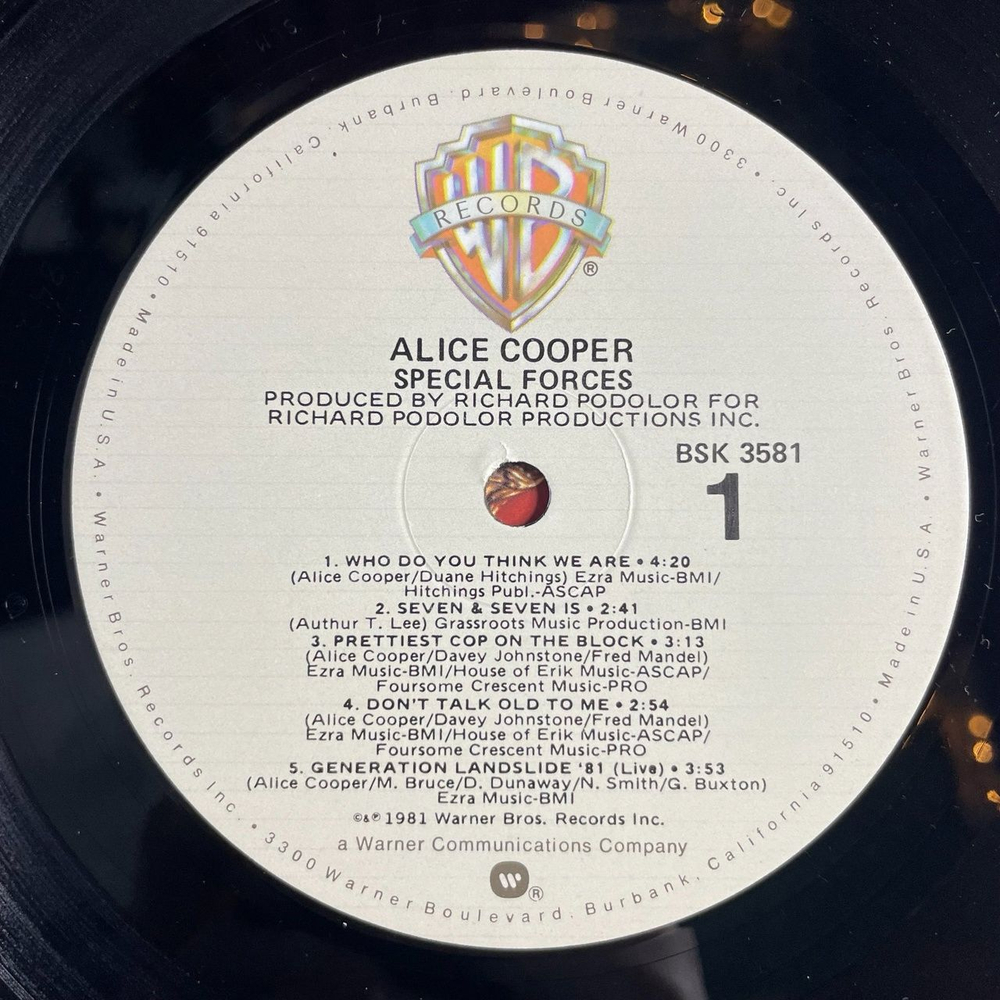 WB
RECORDS
®
ALICE COOPER
SPECIAL FORCES
PRODUCED BY RICHARD PODOLOR FOR
RICHARD PODOLOR PRODUCTIONS INC.
BSK 3581
1
1. WHO DO YOU THINK WE ARE • 4:20
(Alice Cooper/Duane Hitchings) Ezra Music-BMI/
Hitchings Publ.-ASCAP
2. SEVEN & SEVEN IS • 2:41
(Authur T. Lee) Grassroots Music Production-BMI
3. PRETTIEST COP ON THE BLOCK • 3:13
(Alice Cooper/Davey Johnstone/Fred Mandel)
Ezra Music-BMI/House of Erik Music-ASCAP/
Foursome Crescent Music-PRO
4. DON'T TALK OLD TO ME • 2:54
(Alice Cooper/Davey Johnstone/Fred Mandel)
Ezra Music-BMI/House of Erik Music-ASCAP/
Foursome Crescent Music-PRO
5. GENERATION LANDSLIDE '81 (Live) • 3:53
(Alice Cooper/M. Bruce/D. Dunaway/N. Smith/G. Buxton)
Ezra Music-BMI
©&℗ 1981 Warner Bros. Records Inc.
a Warner Communications Company
W ®
Warner Bros. Records Inc. • 3300 Warner Boulevard. Burbank, California 91510 • Made in U.S.A. • Warner Bros. Records Inc. • 3300 Warner Boulevard. Burbank, California 91510 • Made in U.S.A. •